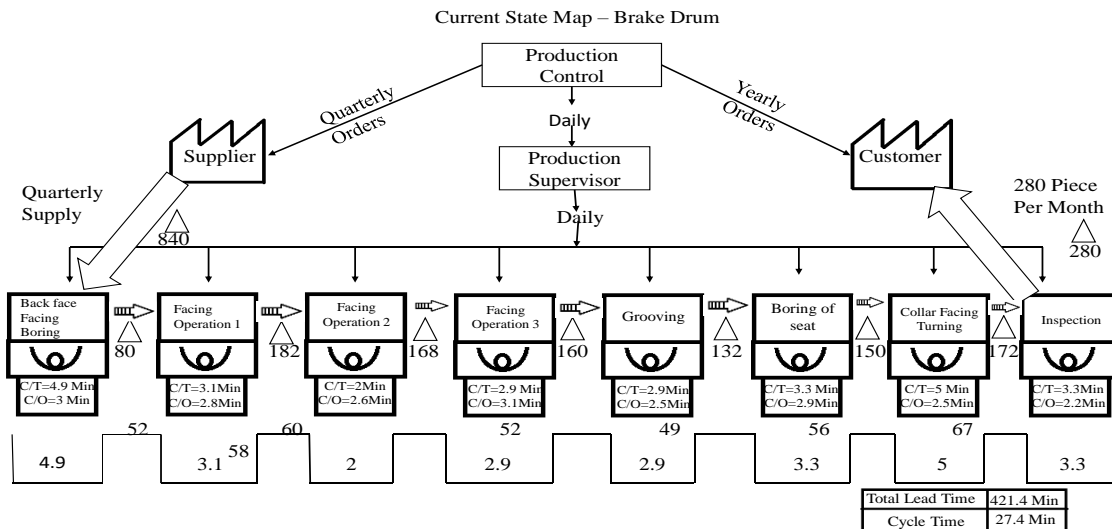 Current State Map – Brake Drum
Production
Control
Quarterly
Orders
Yearly
Orders
Daily
Supplier
Production
Supervisor
Customer
Quarterly
Supply
280 Piece
Per Month
Daily
840
280
Back face
Facing
Boring
Facing
Operation 1
Facing
Operation 2
Facing
Operation 3
Grooving
Boring of
seat
Collar Facing
Turning
Inspection
80
182
168
160
132
150
172
C/T=4.9 Min
C/O=3 Min
C/T=3.1Min
C/O=2.8Min
C/T=2Min
C/O=2.6Min
C/T=2.9 Min
C/O=3.1Min
C/T=2.9Min
C/O=2.5Min
C/T=3.3 Min
C/O=2.9Min
C/T=5 Min
C/O=2.5Min
C/T=3.3Min
C/O=2.2Min
52
58
60
52
49
56
67
4.9
3.1
2
2.9
2.9
3.3
5
3.3
Total Lead Time 421.4 Min
Cycle Time 27.4 Min